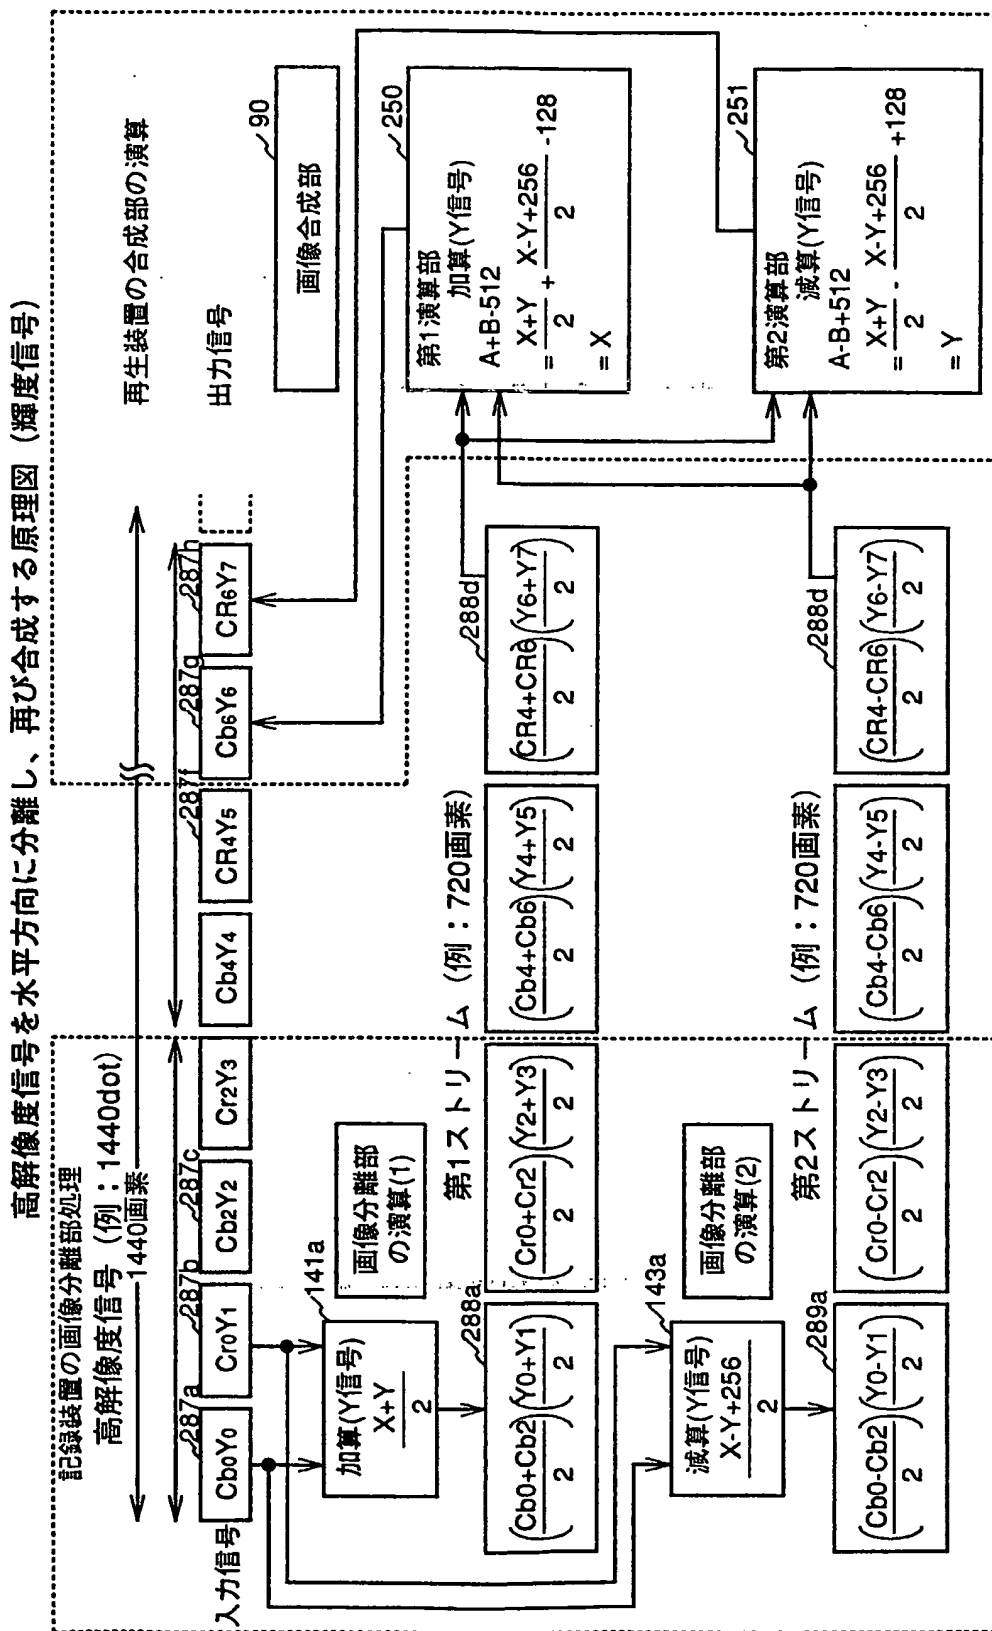 高解像度信号を水平方向に分離し、再び合成する原理図 (輝度信号)
記録装置の画像分離部処理
高解像度信号 (例：1440dot)
1440画素
再生装置の合成部の演算
入力信号
287a
Cb0Y0
287b
Cr0Y1
287c
Cb2Y2
Cr2Y3
Cb4Y4
287f
CR4Y5
287g
Cb6Y6
287h
CR6Y7
出力信号
90
画像合成部
141a
加算(Y信号)
X+Y
2
画像分離部
の演算(1)
第1ストリーム (例：720画素)
288a
(Cb0+Cb2 / 2)(Y0+Y1 / 2)
(Cr0+Cr2 / 2)(Y2+Y3 / 2)
(Cb4+Cb6 / 2)(Y4+Y5 / 2)
288d
(CR4+CR6 / 2)(Y6+Y7 / 2)
250
第1演算部
加算(Y信号)
A+B-512
= X+Y / 2 + X-Y+256 / 2 -128
= X
143a
減算(Y信号)
X-Y+256
2
画像分離部
の演算(2)
第2ストリーム (例：720画素)
289a
(Cb0-Cb2 / 2)(Y0-Y1 / 2)
(Cr0-Cr2 / 2)(Y2-Y3 / 2)
(Cb4-Cb6 / 2)(Y4-Y5 / 2)
288d
(CR4-CR6 / 2)(Y6-Y7 / 2)
251
第2演算部
減算(Y信号)
A-B+512
= X+Y / 2 - X-Y+256 / 2 +128
= Y